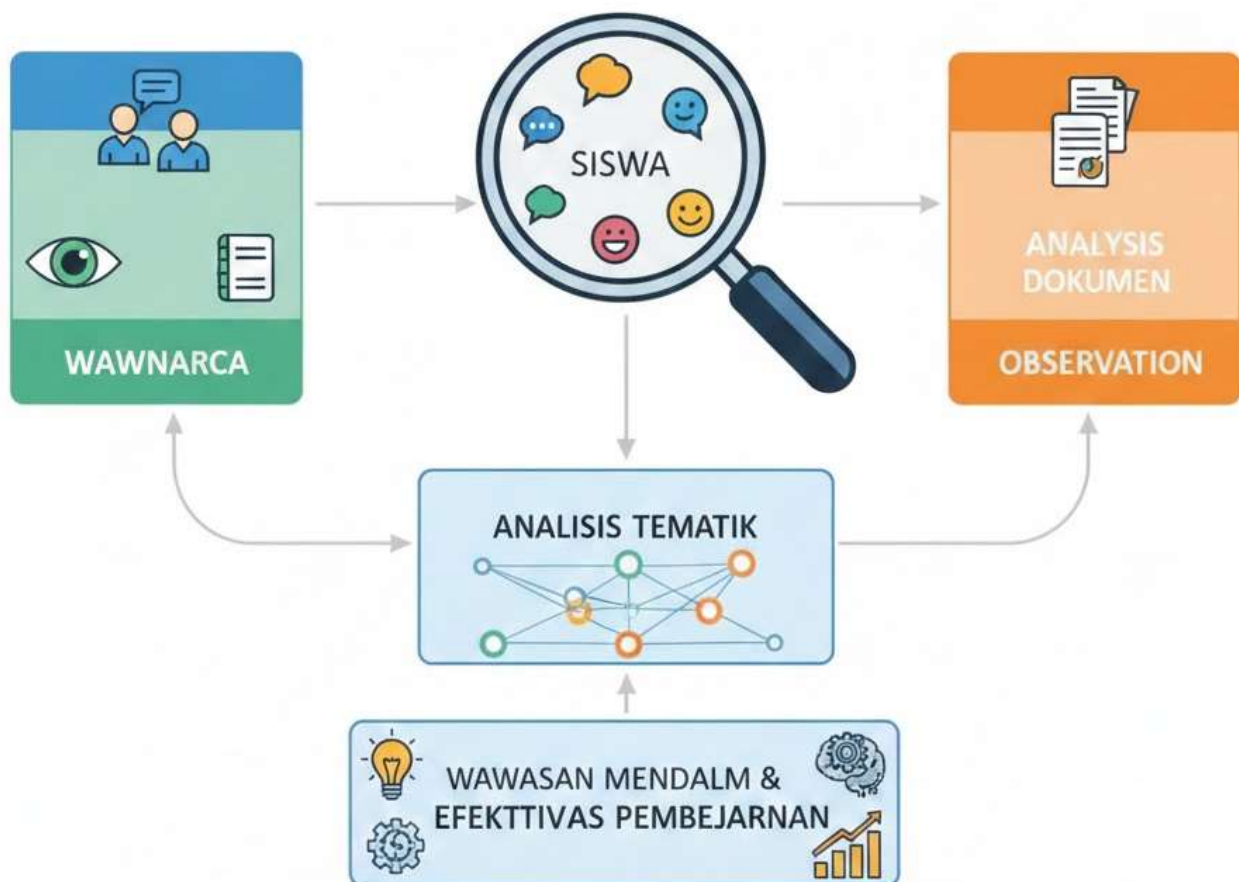 SISWA
ANALYSIS
DOKUMEN
WAWNARCA
OBSERVATION
ANALISIS TEMATIK
WAWASAN MENDALM &
EFEKTTIVAS PEMBEJARNAN